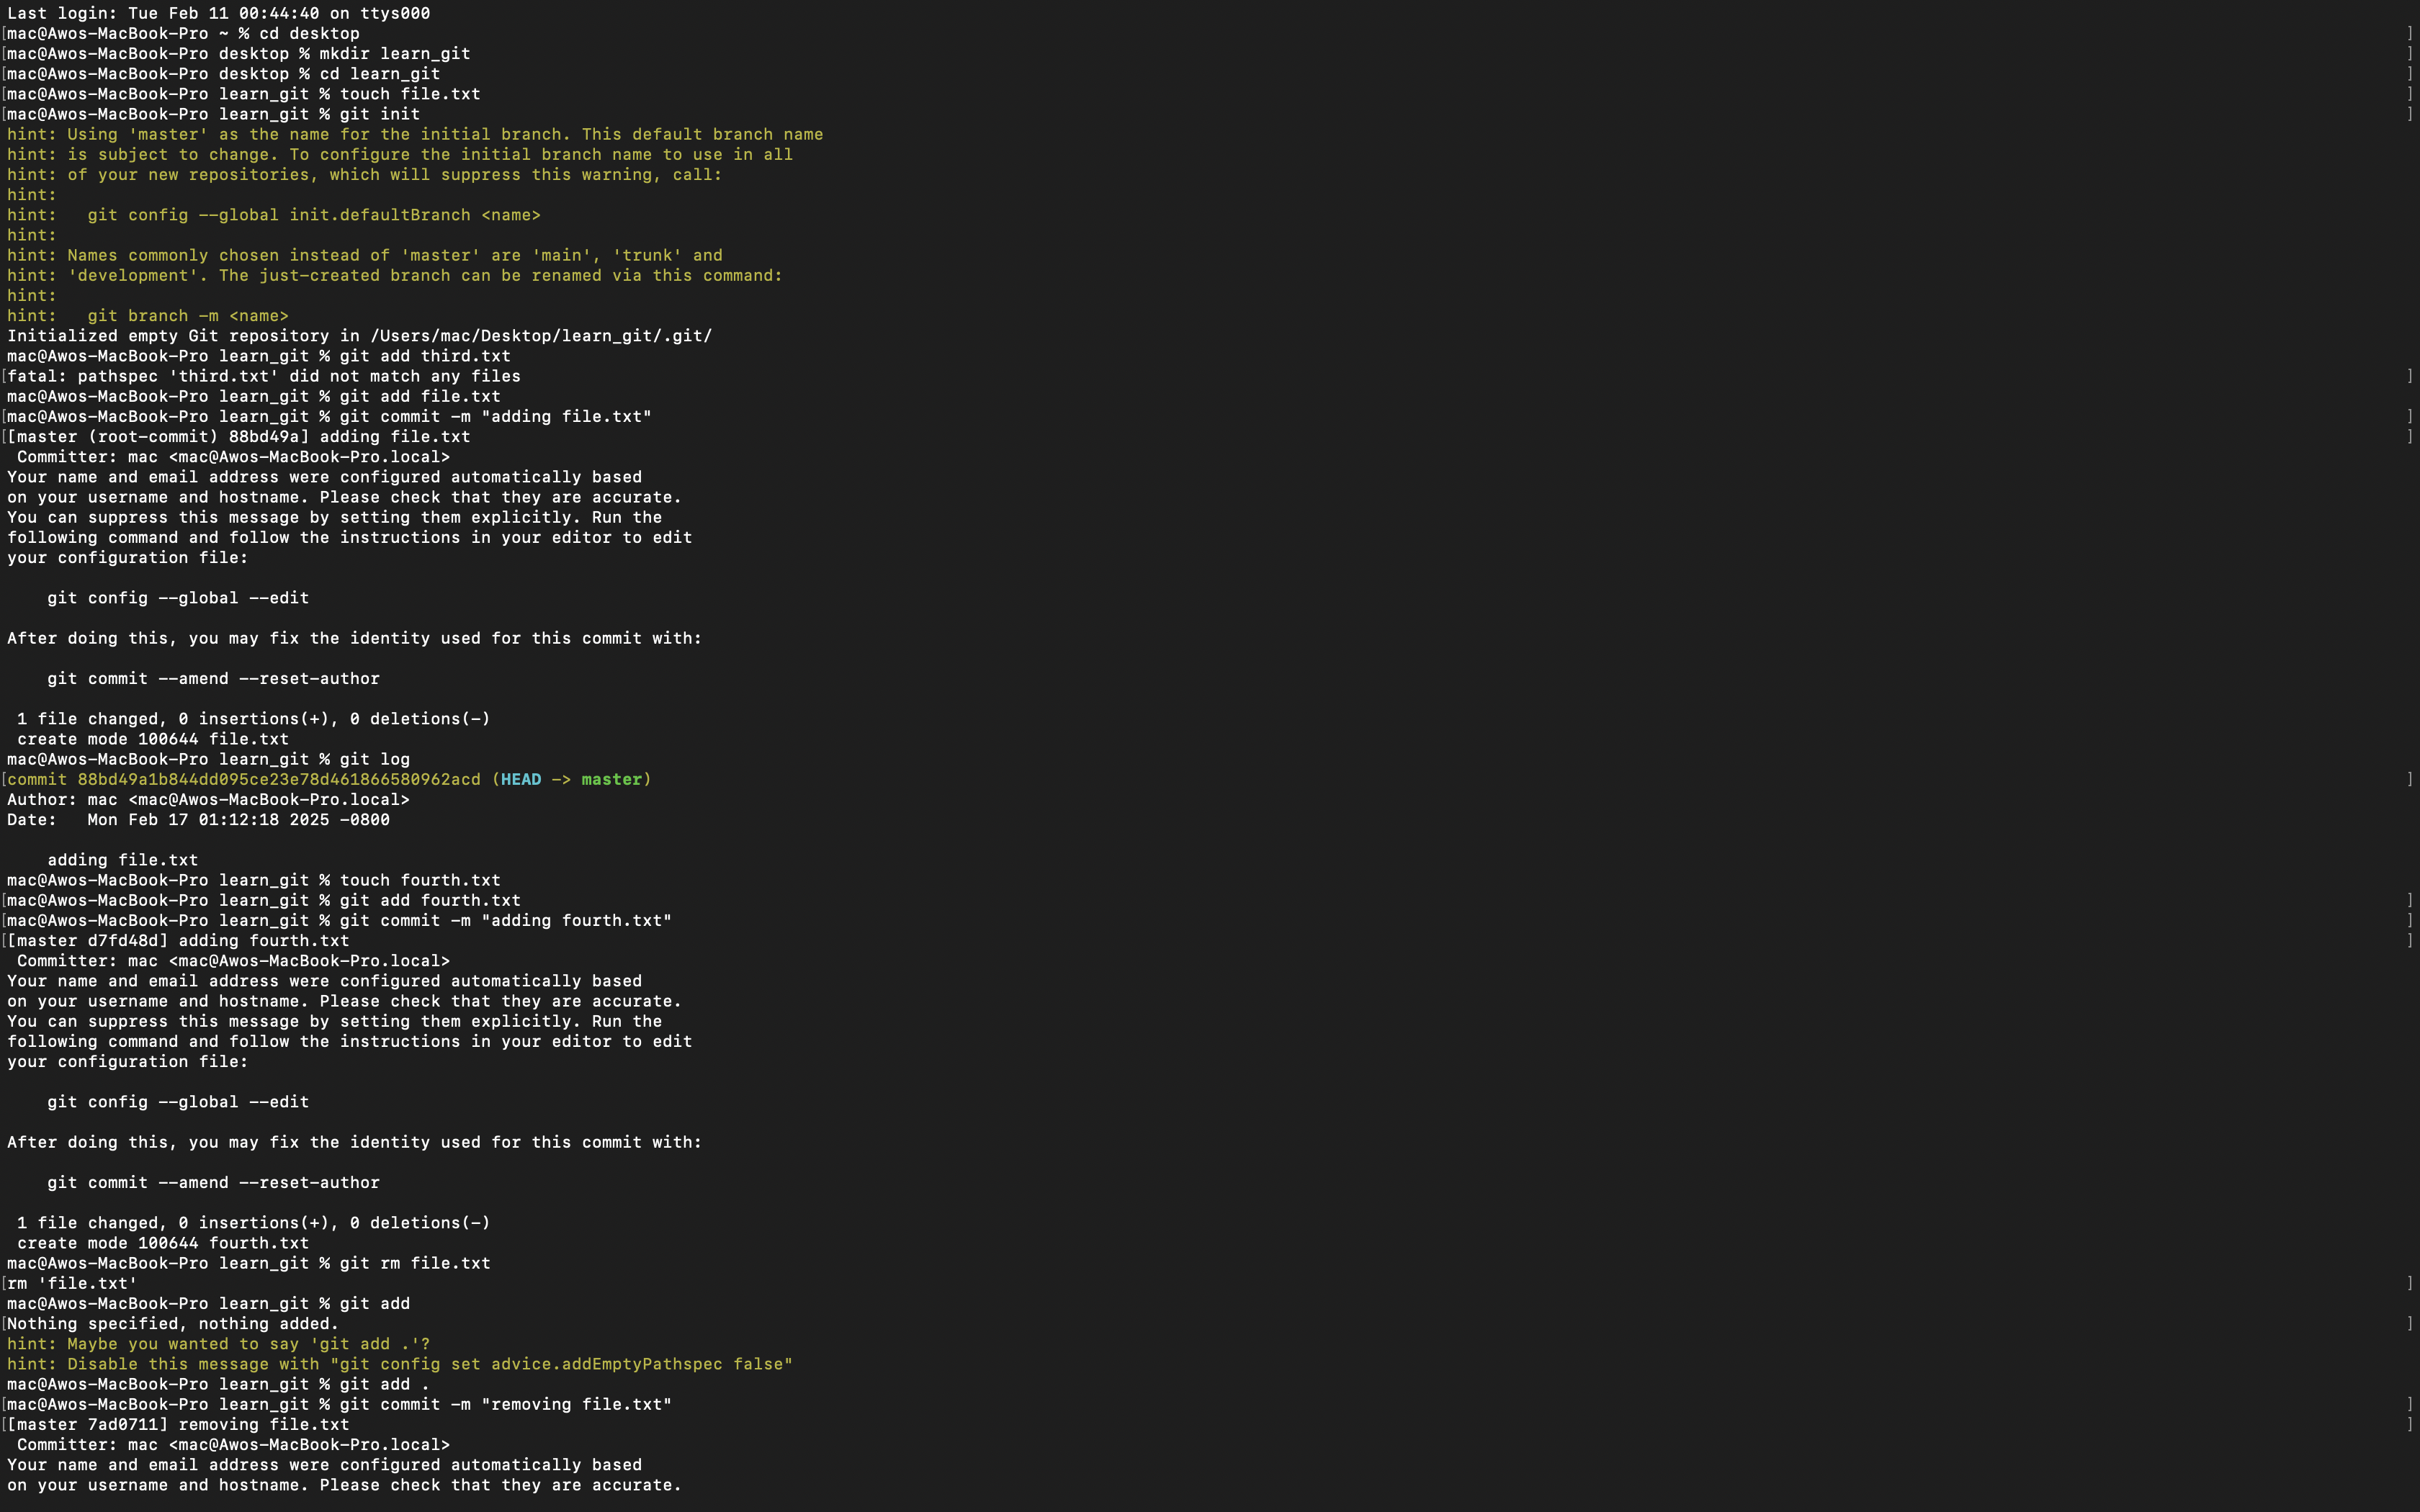 Last login: Tue Feb 11 00:44:40 on ttys000
[mac@Awos-MacBook-Pro ~ % cd desktop ]
[mac@Awos-MacBook-Pro desktop % mkdir learn_git ]
[mac@Awos-MacBook-Pro desktop % cd learn_git ]
[mac@Awos-MacBook-Pro learn_git % touch file.txt ]
[mac@Awos-MacBook-Pro learn_git % git init ]
hint: Using 'master' as the name for the initial branch. This default branch name
hint: is subject to change. To configure the initial branch name to use in all
hint: of your new repositories, which will suppress this warning, call:
hint:
hint:   git config --global init.defaultBranch <name>
hint:
hint: Names commonly chosen instead of 'master' are 'main', 'trunk' and
hint: 'development'. The just-created branch can be renamed via this command:
hint:
hint:   git branch -m <name>
Initialized empty Git repository in /Users/mac/Desktop/learn_git/.git/
mac@Awos-MacBook-Pro learn_git % git add third.txt
[fatal: pathspec 'third.txt' did not match any files ]
mac@Awos-MacBook-Pro learn_git % git add file.txt
[mac@Awos-MacBook-Pro learn_git % git commit -m "adding file.txt" ]
[[master (root-commit) 88bd49a] adding file.txt ]
 Committer: mac <mac@Awos-MacBook-Pro.local>
Your name and email address were configured automatically based
on your username and hostname. Please check that they are accurate.
You can suppress this message by setting them explicitly. Run the
following command and follow the instructions in your editor to edit
your configuration file:

    git config --global --edit

After doing this, you may fix the identity used for this commit with:

    git commit --amend --reset-author

 1 file changed, 0 insertions(+), 0 deletions(-)
 create mode 100644 file.txt
mac@Awos-MacBook-Pro learn_git % git log
[commit 88bd49a1b844dd095ce23e78d461866580962acd (HEAD -> master) ]
Author: mac <mac@Awos-MacBook-Pro.local>
Date:   Mon Feb 17 01:12:18 2025 -0800

    adding file.txt
mac@Awos-MacBook-Pro learn_git % touch fourth.txt
[mac@Awos-MacBook-Pro learn_git % git add fourth.txt ]
[mac@Awos-MacBook-Pro learn_git % git commit -m "adding fourth.txt" ]
[[master d7fd48d] adding fourth.txt ]
 Committer: mac <mac@Awos-MacBook-Pro.local>
Your name and email address were configured automatically based
on your username and hostname. Please check that they are accurate.
You can suppress this message by setting them explicitly. Run the
following command and follow the instructions in your editor to edit
your configuration file:

    git config --global --edit

After doing this, you may fix the identity used for this commit with:

    git commit --amend --reset-author

 1 file changed, 0 insertions(+), 0 deletions(-)
 create mode 100644 fourth.txt
mac@Awos-MacBook-Pro learn_git % git rm file.txt
[rm 'file.txt' ]
mac@Awos-MacBook-Pro learn_git % git add
[Nothing specified, nothing added. ]
hint: Maybe you wanted to say 'git add .'?
hint: Disable this message with "git config set advice.addEmptyPathspec false"
mac@Awos-MacBook-Pro learn_git % git add .
[mac@Awos-MacBook-Pro learn_git % git commit -m "removing file.txt" ]
[[master 7ad0711] removing file.txt ]
 Committer: mac <mac@Awos-MacBook-Pro.local>
Your name and email address were configured automatically based
on your username and hostname. Please check that they are accurate.